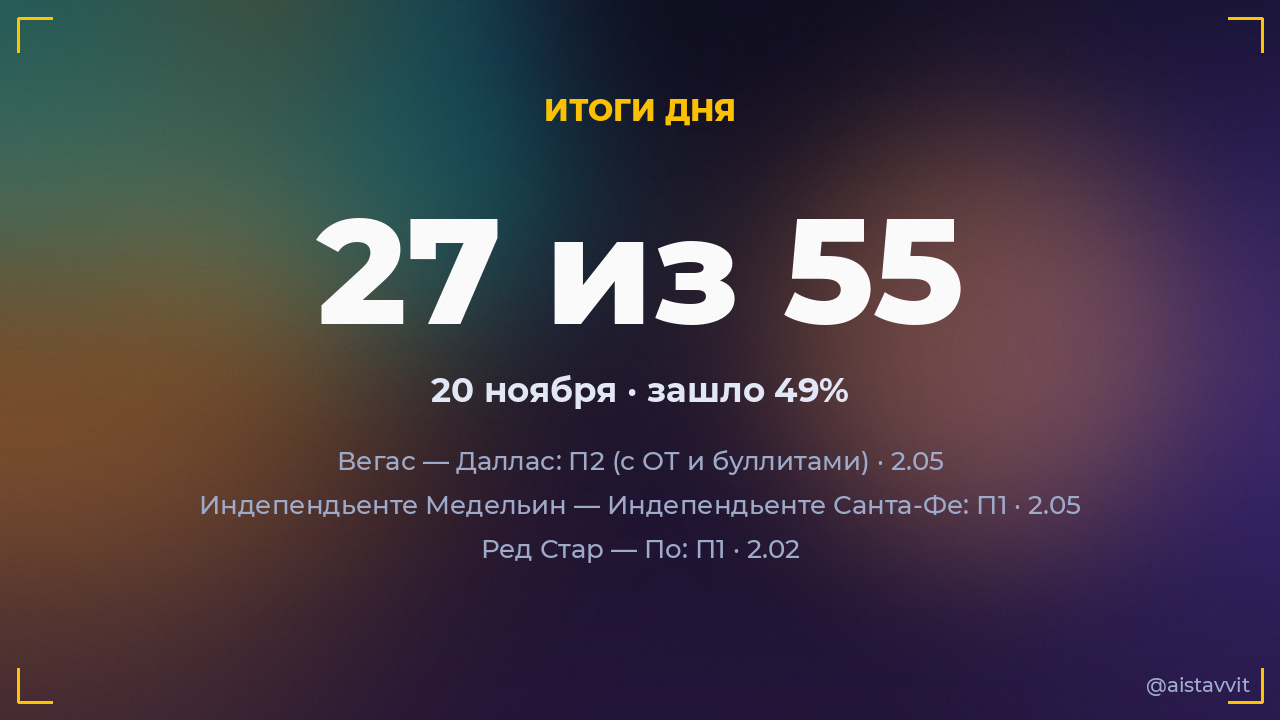 ИТОГИ ДНЯ
27 из 55
20 ноября · зашло 49%
Вегас — Даллас: П2 (с ОТ и буллитами) · 2.05
Индепендьенте Медельин — Индепендьенте Санта-Фе: П1 · 2.05
Ред Стар — По: П1 · 2.02
@aistavvit